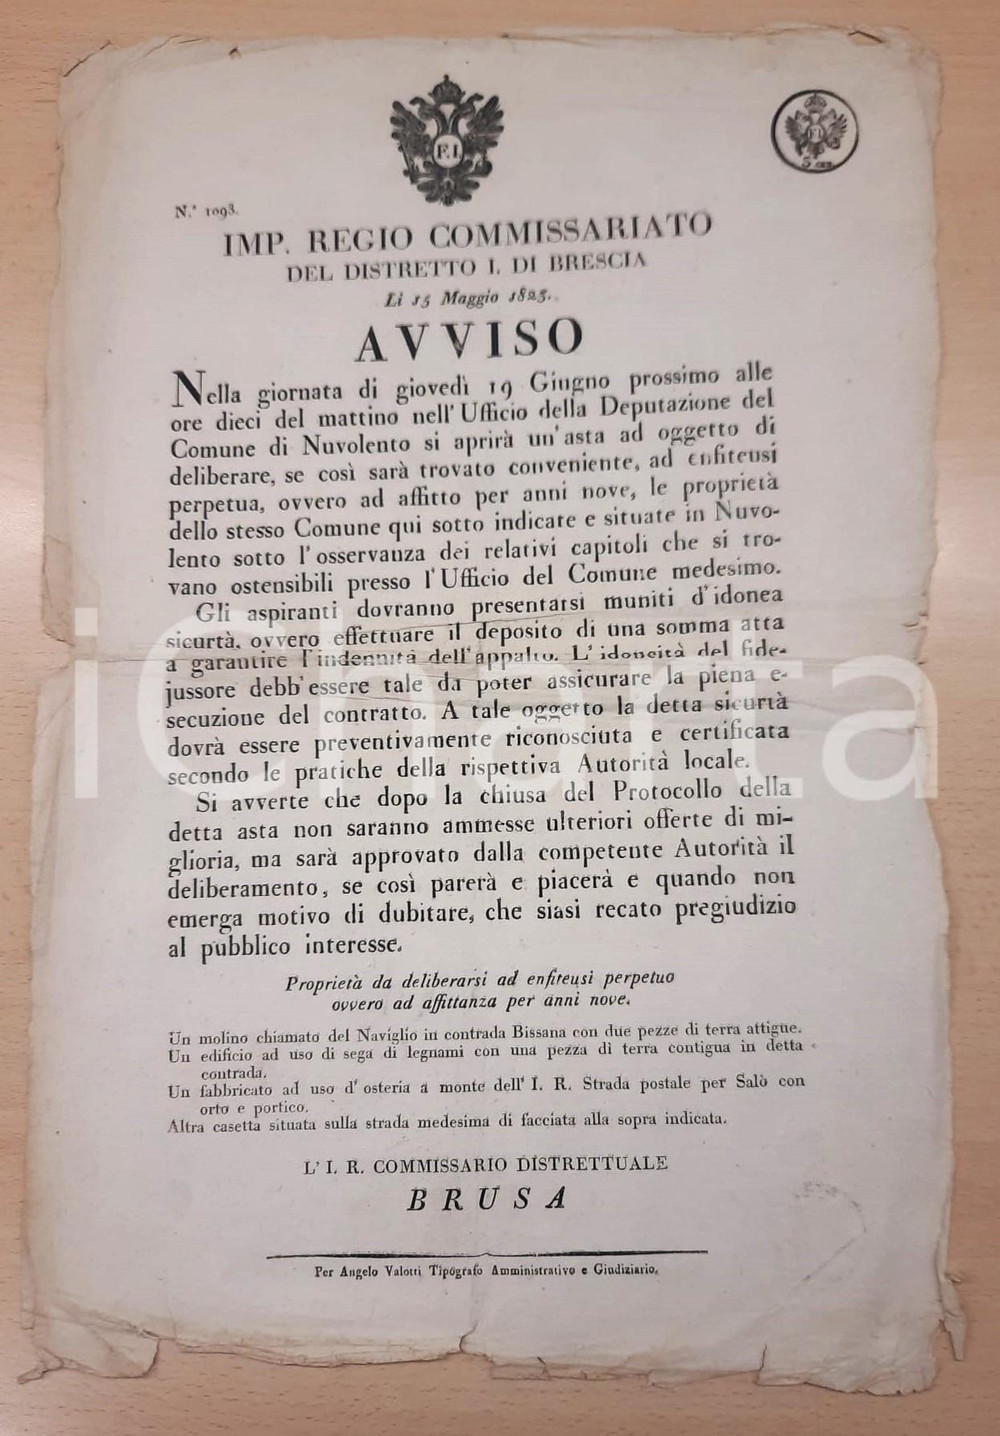 F. I.
F. I.
5 cen.
N.° 1093.
IMP. REGIO COMMISSARIATO
DEL DISTRETTO I. DI BRESCIA
Li 15 Maggio 1823.
AVVISO
Nella giornata di giovedì 19 Giugno prossimo alle
ore dieci del mattino nell'Ufficio della Deputazione del
Comune di Nuvolento si aprirà un'asta ad oggetto di
deliberare, se così sarà trovato conveniente, ad enfiteusi
perpetua, ovvero ad affitto per anni nove, le proprietà
dello stesso Comune qui sotto indicate e situate in Nuvo-
lento sotto l'osservanza dei relativi capitoli che si tro-
vano ostensibili presso l'Ufficio del Comune medesimo.
Gli aspiranti dovranno presentarsi muniti d'idonea
sicurtà, ovvero effettuare il deposito di una somma atta
a garantire l'indennità dell'appalto. L'idoneità del fide-
jussore debb'essere tale da poter assicurare la piena e-
secuzione del contratto. A tale oggetto la detta sicurtà
dovrà essere preventivamente riconosciuta e certificata
secondo le pratiche della rispettiva Autorità locale.
Si avverte che dopo la chiusa del Protocollo della
detta asta non saranno ammesse ulteriori offerte di mi-
glioria, ma sarà approvato dalla competente Autorità il
deliberamento, se così parerà e piacerà e quando non
emerga motivo di dubitare, che siasi recato pregiudizio
al pubblico interesse.
Proprietà da deliberarsi ad enfiteusi perpetuo
ovvero ad affittanza per anni nove.
Un molino chiamato del Naviglio in contrada Bissana con due pezze di terra attigue.
Un edificio ad uso di sega di legnami con una pezza di terra contigua in detta
contrada.
Un fabbricato ad uso d'osteria a monte dell'I. R. Strada postale per Salò con
orto e portico.
Altra casetta situata sulla strada medesima di facciata alla sopra indicata.
L'I. R. COMMISSARIO DISTRETTUALE
BRUSA
Per Angelo Valotti Tipografo Amministrativo e Giudiziario.
iCharta